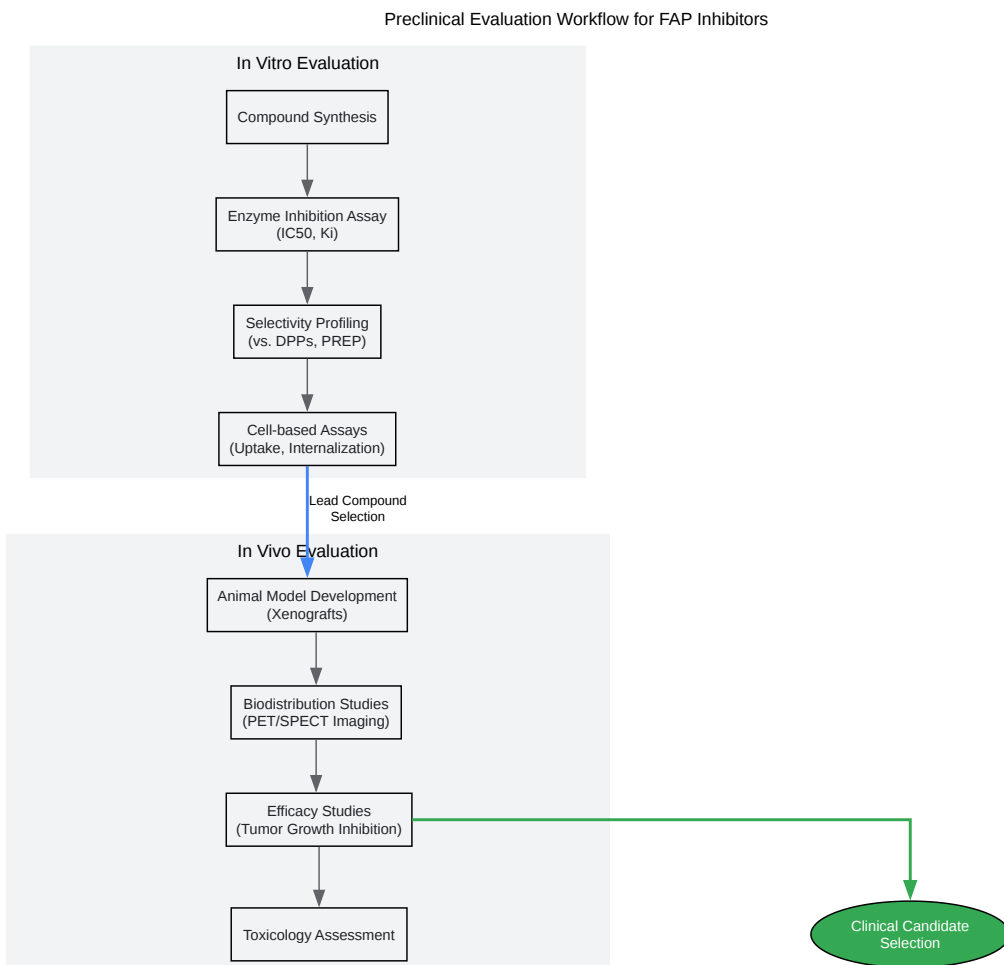 Preclinical Evaluation Workflow for FAP Inhibitors
In Vitro Evaluation
Compound Synthesis
Enzyme Inhibition Assay
(IC50, Ki)
Selectivity Profiling
(vs. DPPs, PREP)
Cell-based Assays
(Uptake, Internalization)
Lead Compound
Selection
In Vivo Evaluation
Animal Model Development
(Xenografts)
Biodistribution Studies
(PET/SPECT Imaging)
Efficacy Studies
(Tumor Growth Inhibition)
Toxicology Assessment
Clinical Candidate
Selection